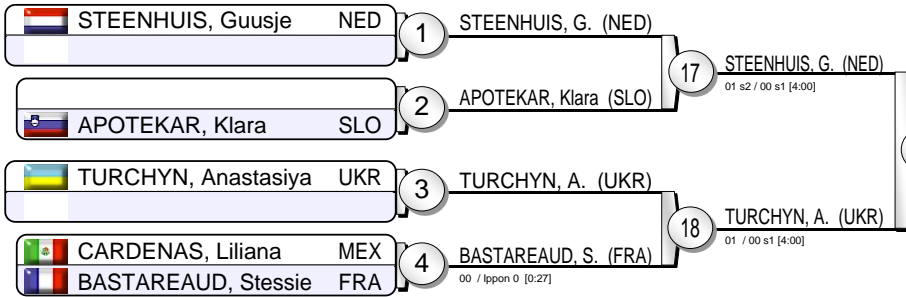 STEENHUIS, Guusje NED
1
STEENHUIS, G. (NED)
17
STEENHUIS, G. (NED)
01 s2 / 00 s1 [4:00]
2
APOTEKAR, Klara (SLO)
APOTEKAR, Klara SLO
TURCHYN, Anastasiya UKR
3
TURCHYN, A. (UKR)
18
TURCHYN, A. (UKR)
01 / 00 s1 [4:00]
CARDENAS, Liliana MEX
4
BASTAREAUD, S. (FRA)
00 / Ippon 0 [0:27]
BASTAREAUD, Stessie FRA